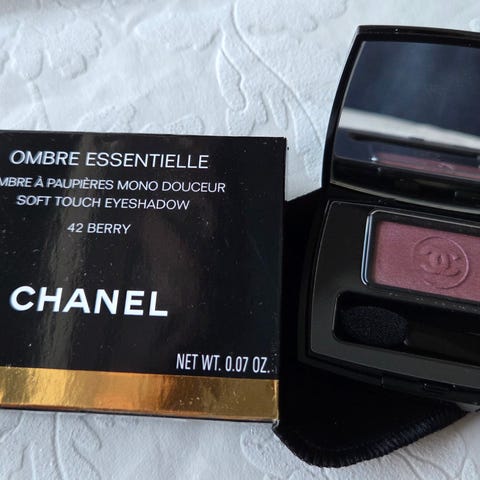 OMBRE ESSENTIELLE
MBRE À PAUPIÈRES MONO DOUCEUR
SOFT TOUCH EYESHADOW
42 BERRY
CHANEL
NET WT. 0.07 OZ.